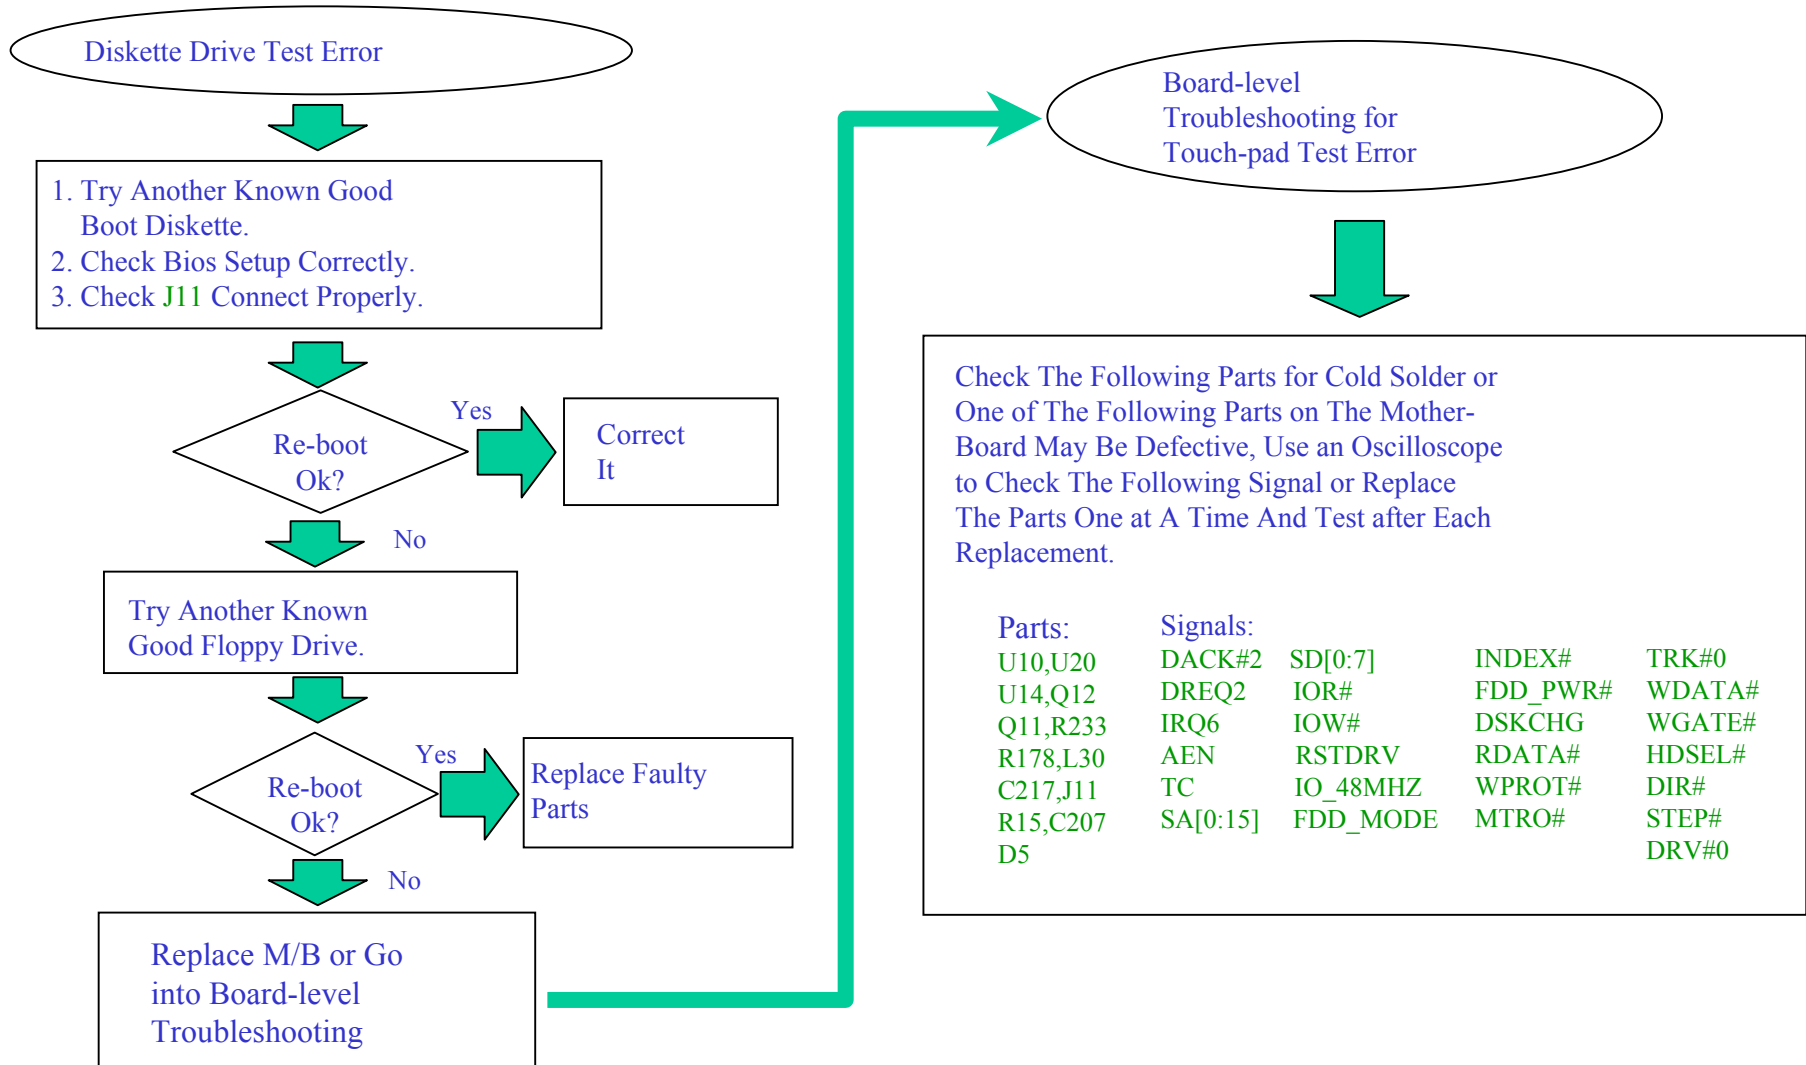 Diskette Drive Test Error
1. Try Another Known Good
Boot Diskette.
2. Check Bios Setup Correctly.
3. Check J11 Connect Properly.
Re-boot
Ok?
Yes
Correct
It
No
Try Another Known
Good Floppy Drive.
Re-boot
Ok?
Yes
Replace Faulty
Parts
No
Replace M/B or Go
into Board-level
Troubleshooting
Board-level
Troubleshooting for
Touch-pad Test Error
Check The Following Parts for Cold Solder or
One of The Following Parts on The Mother-
Board May Be Defective, Use an Oscilloscope
to Check The Following Signal or Replace
The Parts One at A Time And Test after Each
Replacement.
Parts:
U10,U20
U14,Q12
Q11,R233
R178,L30
C217,J11
R15,C207
D5
Signals:
DACK#2
DREQ2
IRQ6
AEN
TC
SA[0:15]
SD[0:7]
IOR#
IOW#
RSTDRV
IO_48MHZ
FDD_MODE
INDEX#
FDD_PWR#
DSKCHG
RDATA#
WPROT#
MTRO#
TRK#0
WDATA#
WGATE#
HDSEL#
DIR#
STEP#
DRV#0